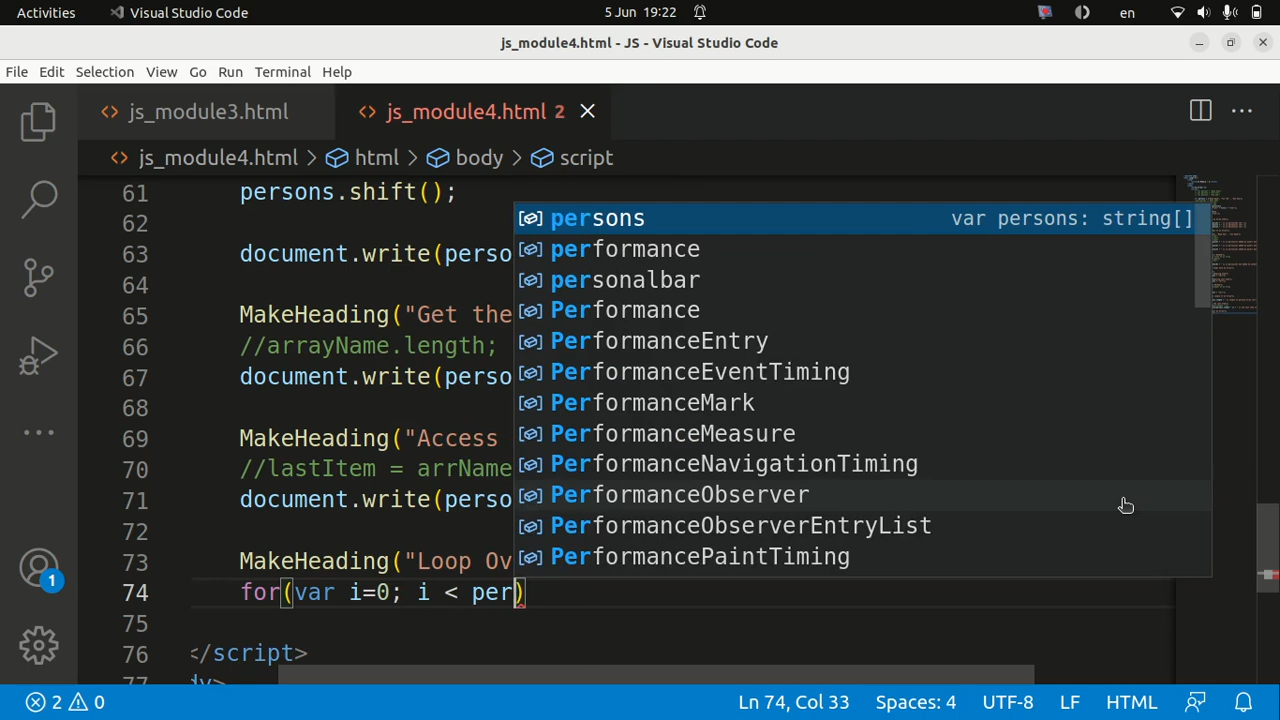 Activities Visual Studio Code 5 Jun 19:22 en
js_module4.html - JS - Visual Studio Code
File Edit Selection View Go Run Terminal Help
js_module3.html js_module4.html 2
js_module4.html > html > body > script
61 persons.shift();
62
63 document.write(perso
64
65 MakeHeading("Get the
66 //arrayName.length;
67 document.write(perso
68
69 MakeHeading("Access
70 //lastItem = arrName
71 document.write(perso
72
73 MakeHeading("Loop Ov
74 for(var i=0; i < per)
75
76 </script>
77 dy>
persons var persons: string[]
performance
personalbar
Performance
PerformanceEntry
PerformanceEventTiming
PerformanceMark
PerformanceMeasure
PerformanceNavigationTiming
PerformanceObserver
PerformanceObserverEntryList
PerformancePaintTiming
1
2 0 Ln 74, Col 33 Spaces: 4 UTF-8 LF HTML